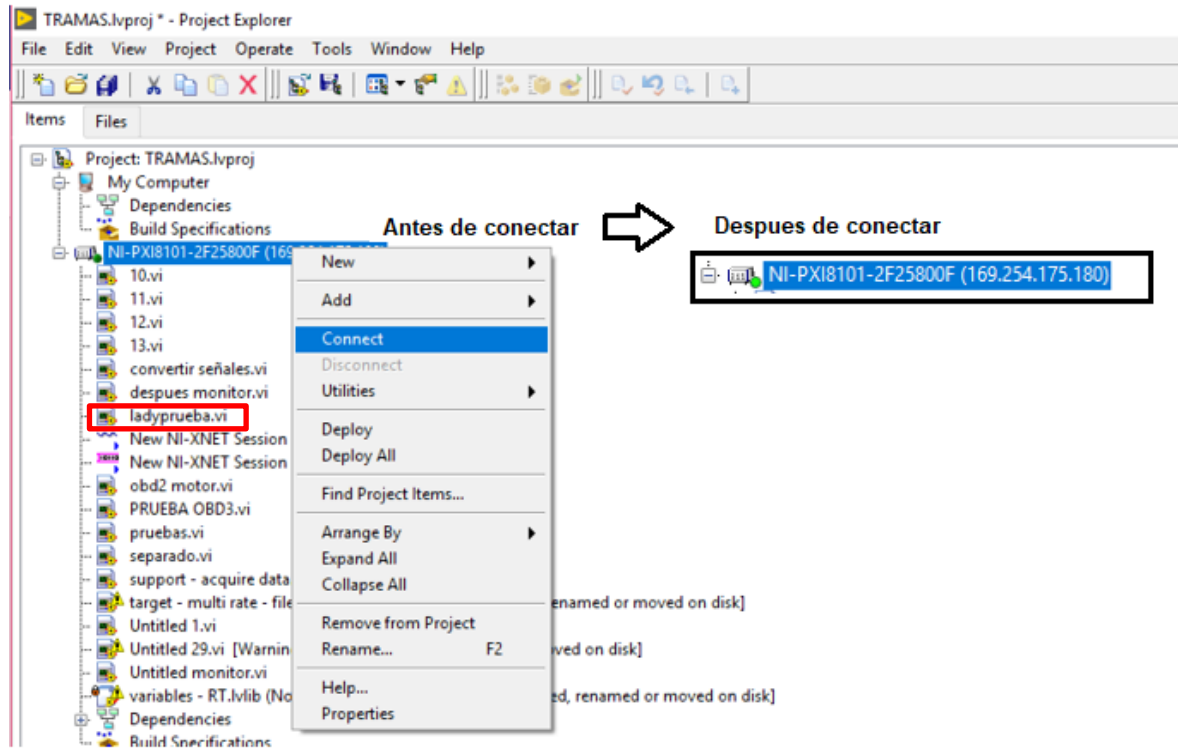 TRAMAS.lvproj * - Project Explorer
File Edit View Project Operate Tools Window Help
Items Files
Project: TRAMAS.lvproj
My Computer
Dependencies
Build Specifications
Antes de conectar
Despues de conectar
NI-PXI8101-2F25800F (169
NI-PXI8101-2F25800F (169.254.175.180)
10.vi
11.vi
12.vi
13.vi
convertir señales.vi
despues monitor.vi
ladyprueba.vi
New NI-XNET Session
New NI-XNET Session
obd2 motor.vi
PRUEBA OBD3.vi
pruebas.vi
separado.vi
support - acquire data
target - multi rate - file enamed or moved on disk]
Untitled 1.vi
Untitled 29.vi [Warnin ved on disk]
Untitled monitor.vi
variables - RT.lvlib (No ed, renamed or moved on disk]
Dependencies
Build Specifications
New
Add
Connect
Disconnect
Utilities
Deploy
Deploy All
Find Project Items...
Arrange By
Expand All
Collapse All
Remove from Project
Rename... F2
Help...
Properties